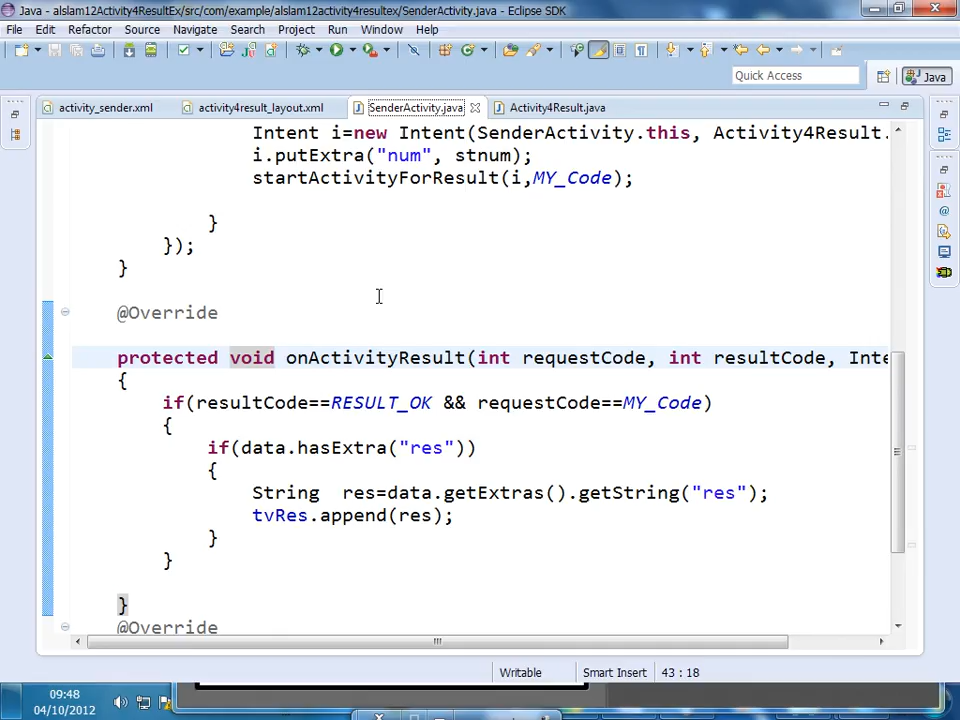 Java - alslam12Activity4ResultEx/src/com/example/alslam12activity4resultex/SenderActivity.java - Eclipse SDK
File Edit Refactor Source Navigate Search Project Run Window Help
Quick Access
Java
activity_sender.xml
activity4result_layout.xml
SenderActivity.java
Activity4Result.java
Intent i=new Intent(SenderActivity.this, Activity4Result.
i.putExtra("num", stnum);
startActivityForResult(i,MY_Code);
}
});
}
@Override
protected void onActivityResult(int requestCode, int resultCode, Inte
{
if(resultCode==RESULT_OK && requestCode==MY_Code)
{
if(data.hasExtra("res"))
{
String res=data.getExtras().getString("res");
tvRes.append(res);
}
}
}
@Override
Writable
Smart Insert
43 : 18
09:48
04/10/2012